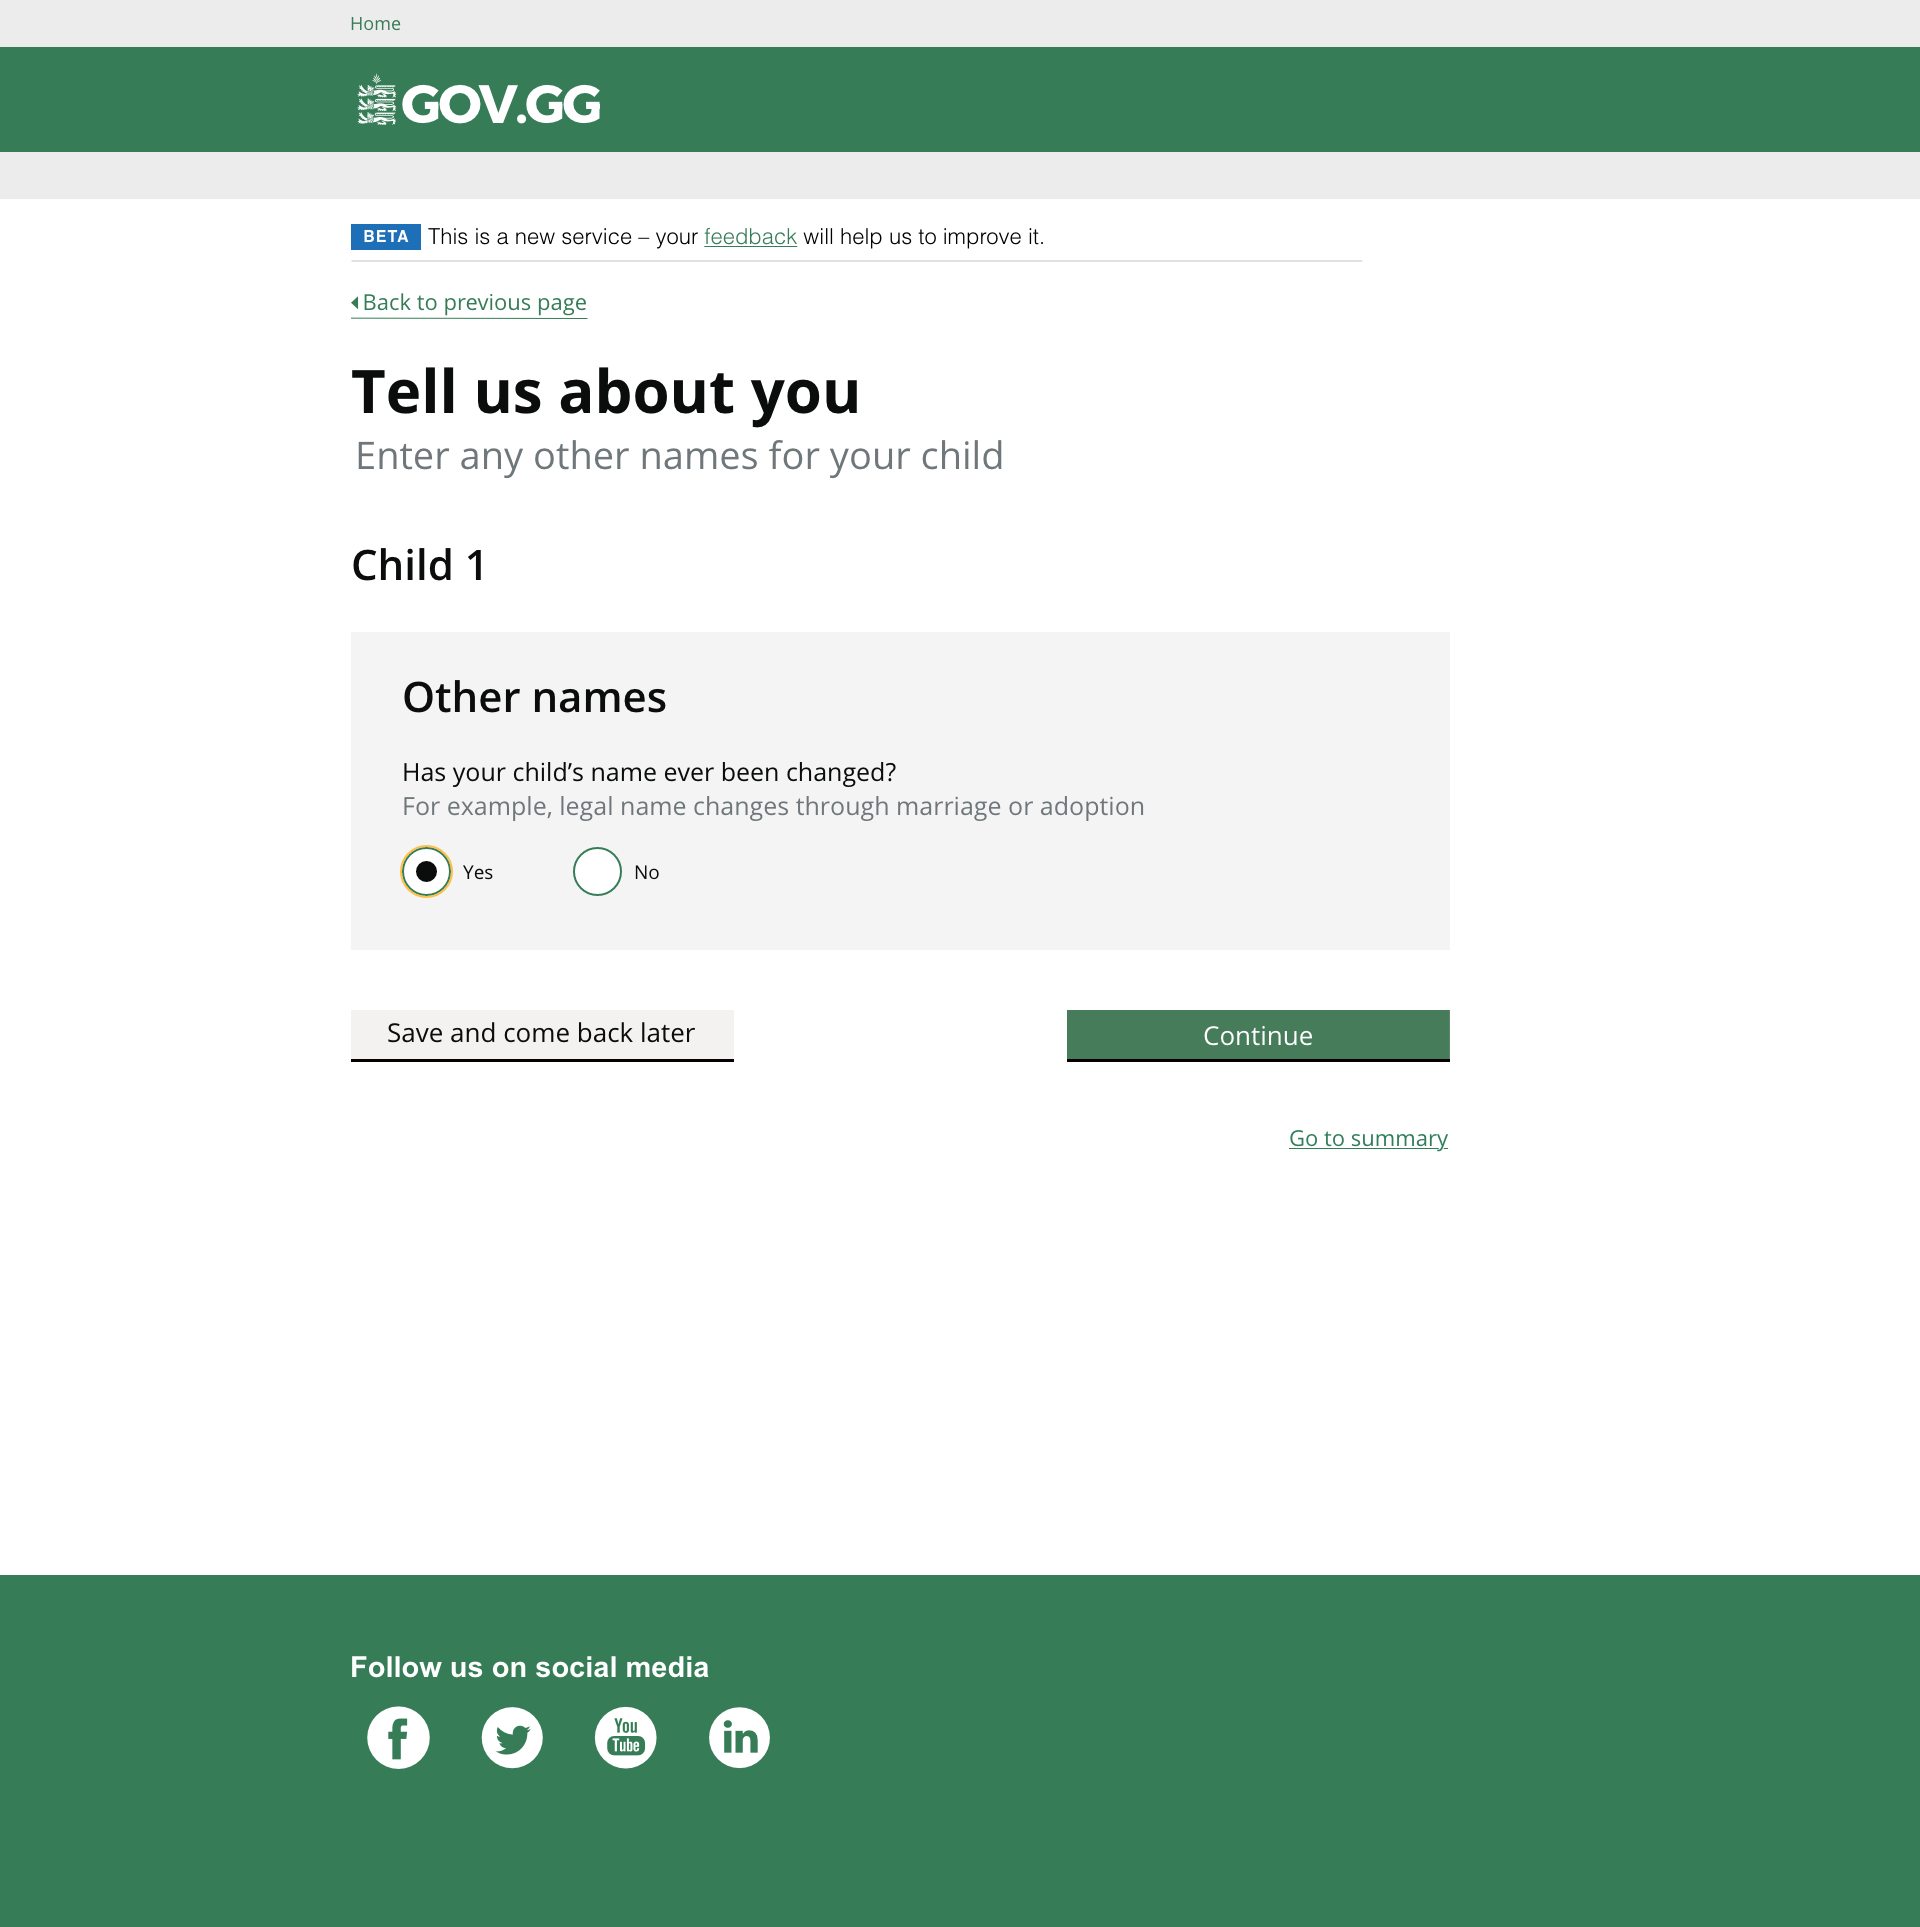 Home
GOV.GG
BETA This is a new service – your feedback will help us to improve it.
Back to previous page
Tell us about you
Enter any other names for your child
Child 1
Other names
Has your child’s name ever been changed?
For example, legal name changes through marriage or adoption
Yes No
Save and come back later Continue
Go to summary
Follow us on social media
f You Tube in